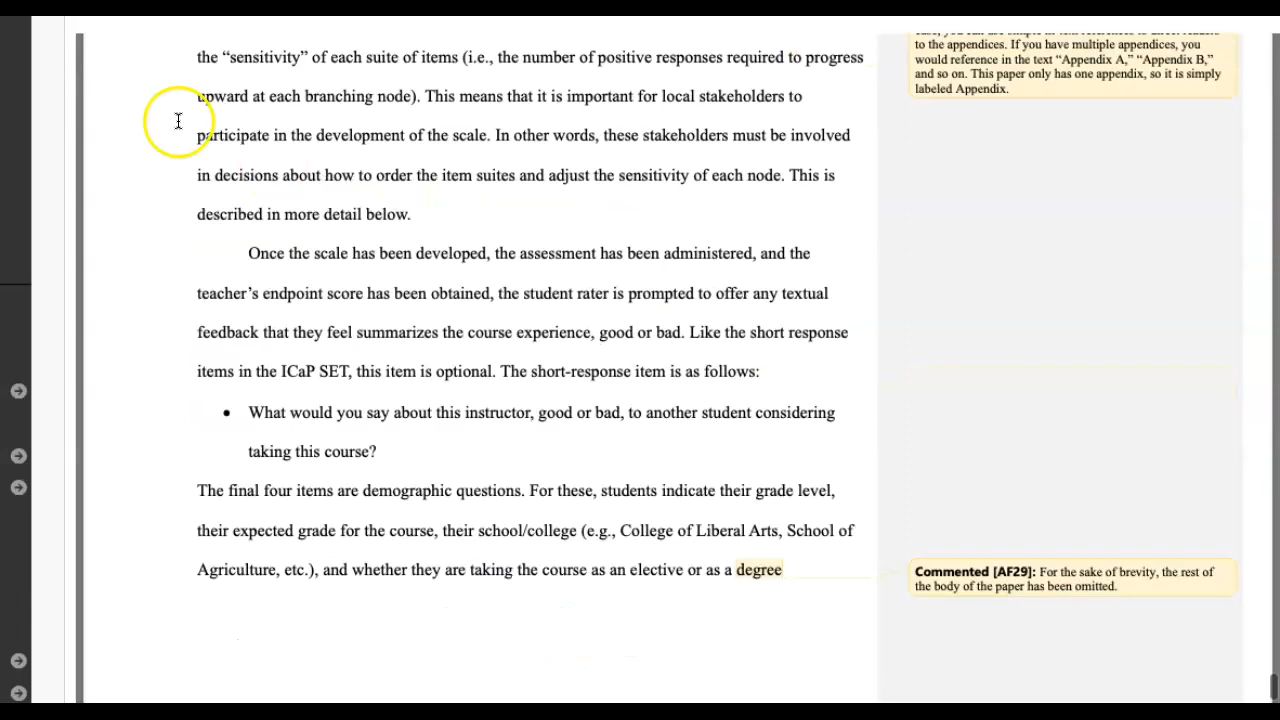 the “sensitivity” of each suite of items (i.e., the number of positive responses required to progress
upward at each branching node). This means that it is important for local stakeholders to
participate in the development of the scale. In other words, these stakeholders must be involved
in decisions about how to order the item suites and adjust the sensitivity of each node. This is
described in more detail below.
Once the scale has been developed, the assessment has been administered, and the
teacher’s endpoint score has been obtained, the student rater is prompted to offer any textual
feedback that they feel summarizes the course experience, good or bad. Like the short response
items in the ICaP SET, this item is optional. The short-response item is as follows:
• What would you say about this instructor, good or bad, to another student considering
taking this course?
The final four items are demographic questions. For these, students indicate their grade level,
their expected grade for the course, their school/college (e.g., College of Liberal Arts, School of
Agriculture, etc.), and whether they are taking the course as an elective or as a degree
to the appendices. If you have multiple appendices, you
would reference in the text “Appendix A,” “Appendix B,”
and so on. This paper only has one appendix, so it is simply
labeled Appendix.
Commented [AF29]: For the sake of brevity, the rest of
the body of the paper has been omitted.